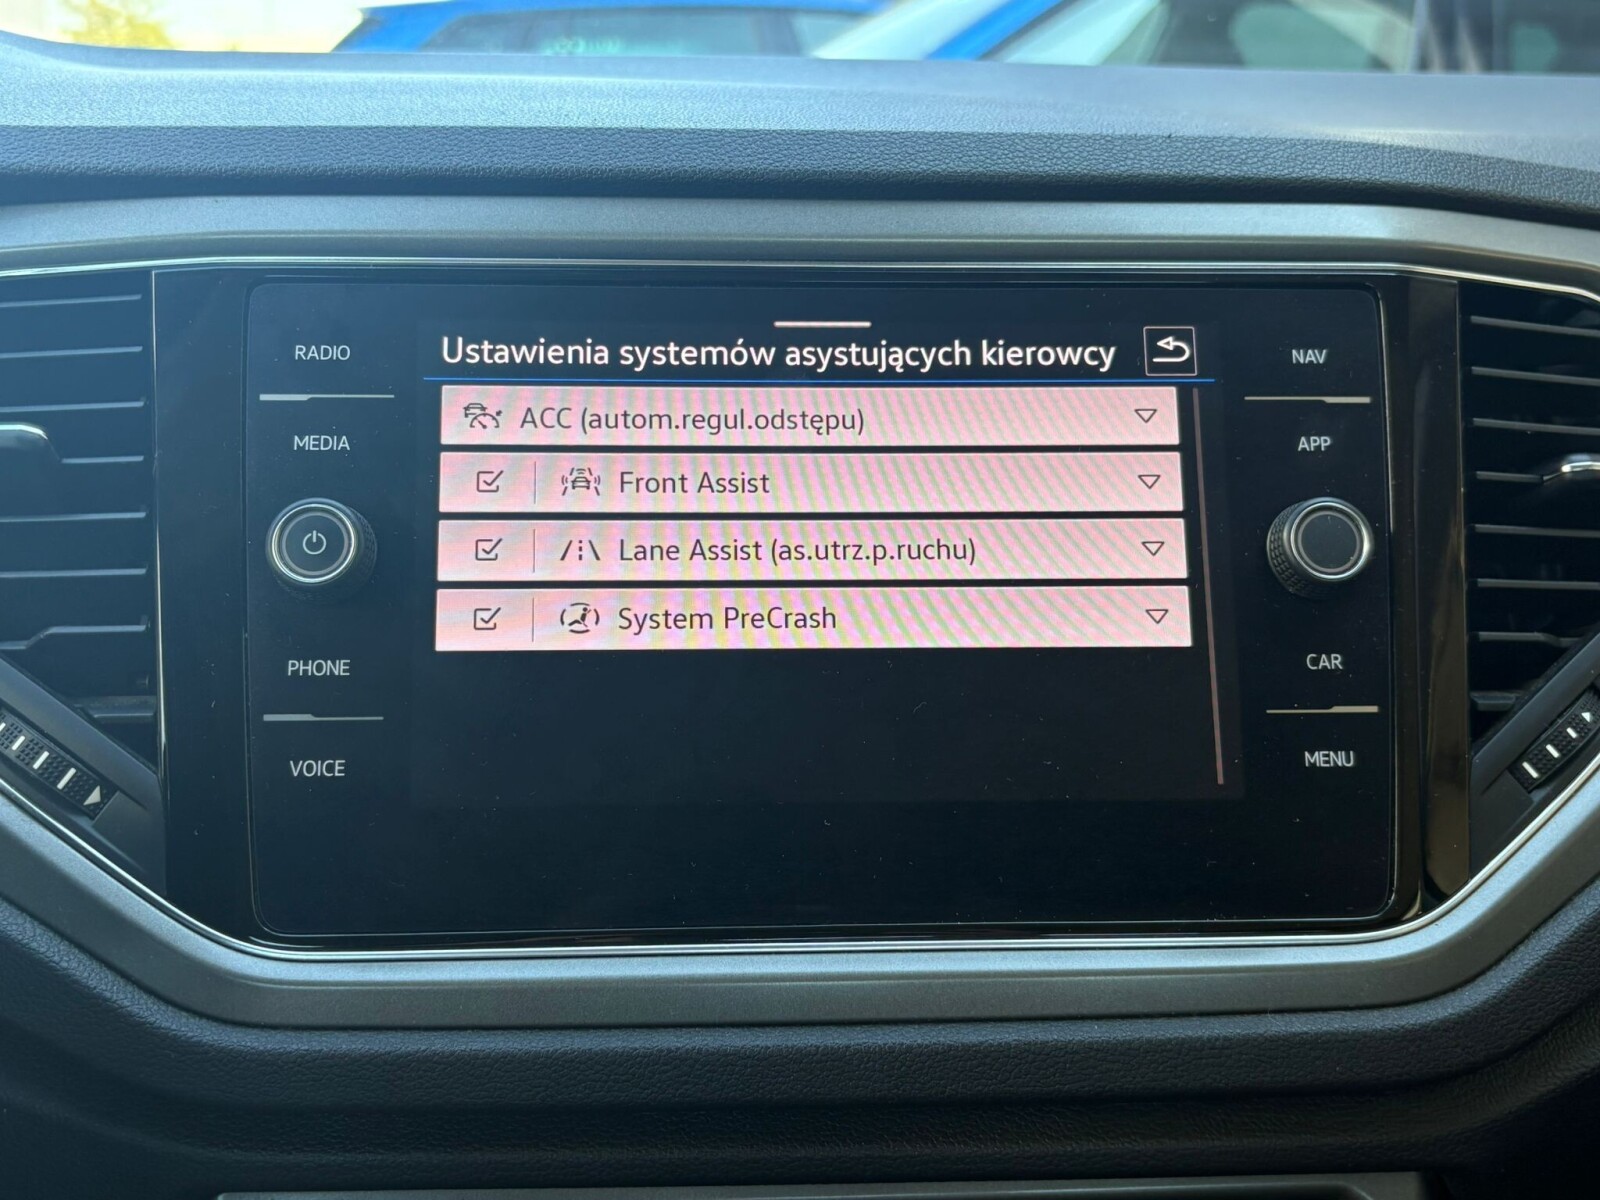 RADIO
MEDIA
PHONE
VOICE
Ustawienia systemów asystujących kierowcy
ACC (autom.regul.odstępu)
Front Assist
Lane Assist (as.utrz.p.ruchu)
System PreCrash
NAV
APP
CAR
MENU